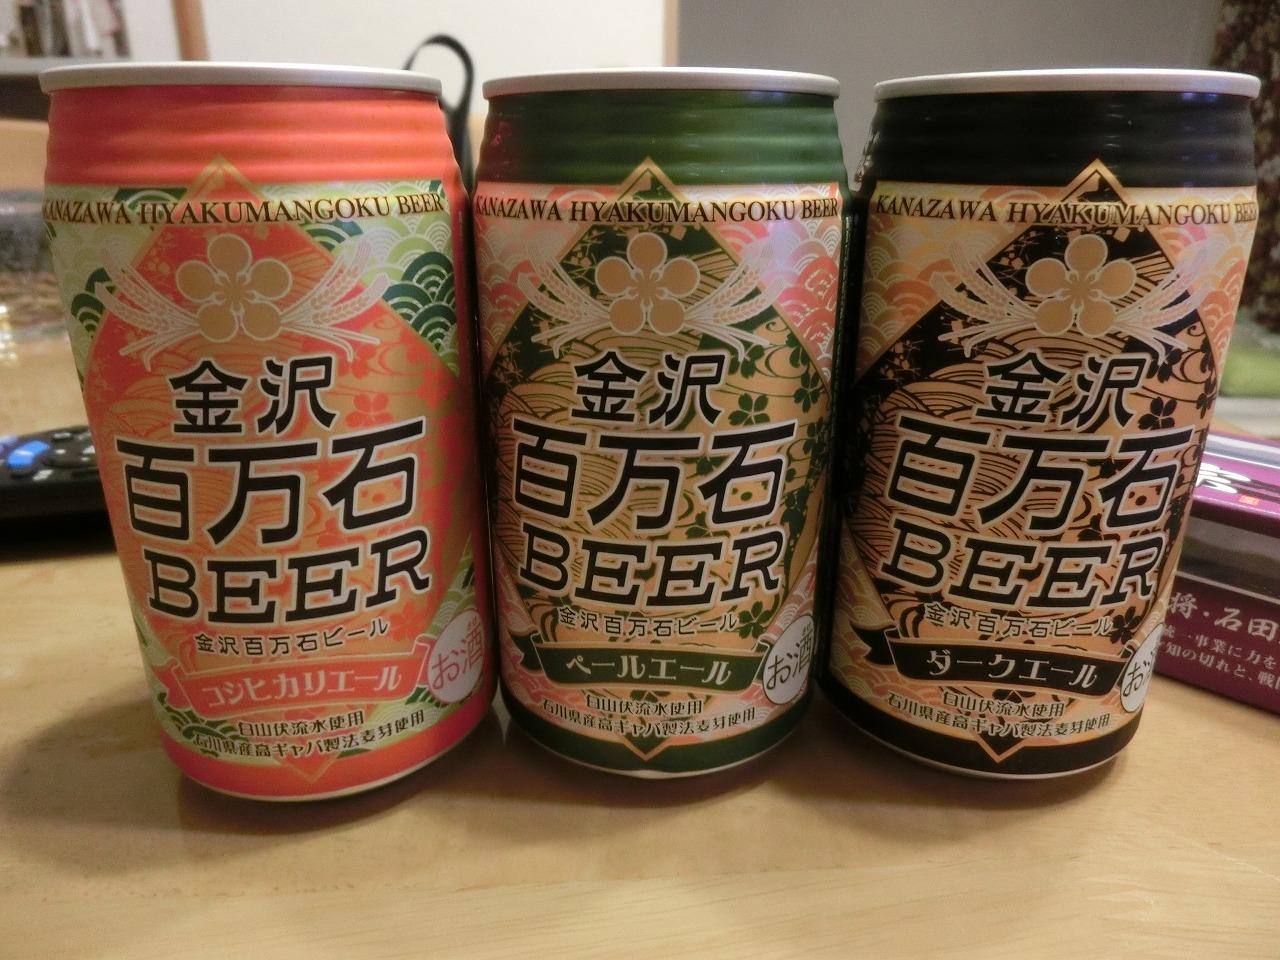 KANAZAWA HYAKUMANGOKU BEER
金沢
百万石
BEER
金沢百万石ビール
コシヒカリエール
お酒
白山伏流水使用
石川県産高ギャバ製法麦芽使用
KANAZAWA HYAKUMANGOKU BEER
金沢
百万石
BEER
金沢百万石ビール
ペールエール
お酒
白山伏流水使用
石川県産高ギャバ製法麦芽使用
KANAZAWA HYAKUMANGOKU BEER
金沢
百万石
BEER
金沢百万石ビール
ダークエール
お酒
白山伏流水使用
石川県産高ギャバ製法麦芽使用
将・石田
統一事業に力を
知の切れと、戦